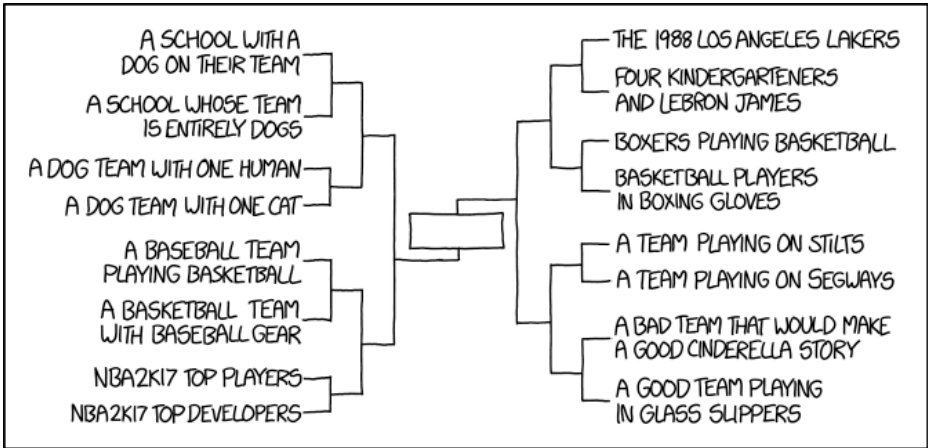 A SCHOOL WITH A
DOG ON THEIR TEAM
A SCHOOL WHOSE TEAM
IS ENTIRELY DOGS
A DOG TEAM WITH ONE HUMAN
A DOG TEAM WITH ONE CAT
A BASEBALL TEAM
PLAYING BASKETBALL
A BASKETBALL TEAM
WITH BASEBALL GEAR
NBA2K17 TOP PLAYERS
NBA2K17 TOP DEVELOPERS
THE 1988 LOS ANGELES LAKERS
FOUR KINDERGARTENERS
AND LEBRON JAMES
BOXERS PLAYING BASKETBALL
BASKETBALL PLAYERS
IN BOXING GLOVES
A TEAM PLAYING ON STILTS
A TEAM PLAYING ON SEGWAYS
A BAD TEAM THAT WOULD MAKE
A GOOD CINDERELLA STORY
A GOOD TEAM PLAYING
IN GLASS SLIPPERS